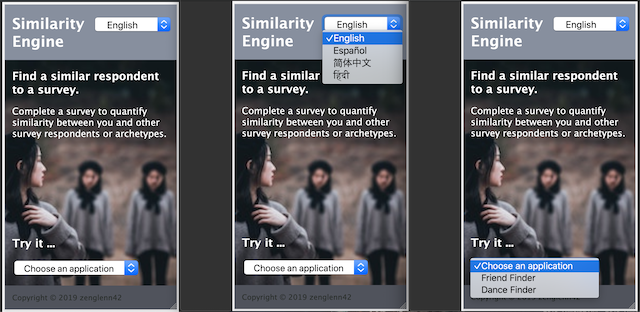 Similarity
Engine
English
Find a similar respondent
to a survey.
Complete a survey to quantify
similarity between you and other
survey respondents or archetypes.
Try it ...
Choose an application
Copyright © 2019 zenglenn42
Similarity
Engine
English
✓English
Español
简体中文
हिंदी
Find a similar
to a survey.
Complete a survey to quantify
similarity between you and other
survey respondents or archetypes.
Try it ...
Choose an application
Copyright © 2019 zenglenn42
Similarity
Engine
English
Find a similar respondent
to a survey.
Complete a survey to quantify
similarity between you and other
survey respondents or archetypes.
Try it ...
✓Choose an application
Friend Finder
Dance Finder
Copyright © 2019 zenglenn42